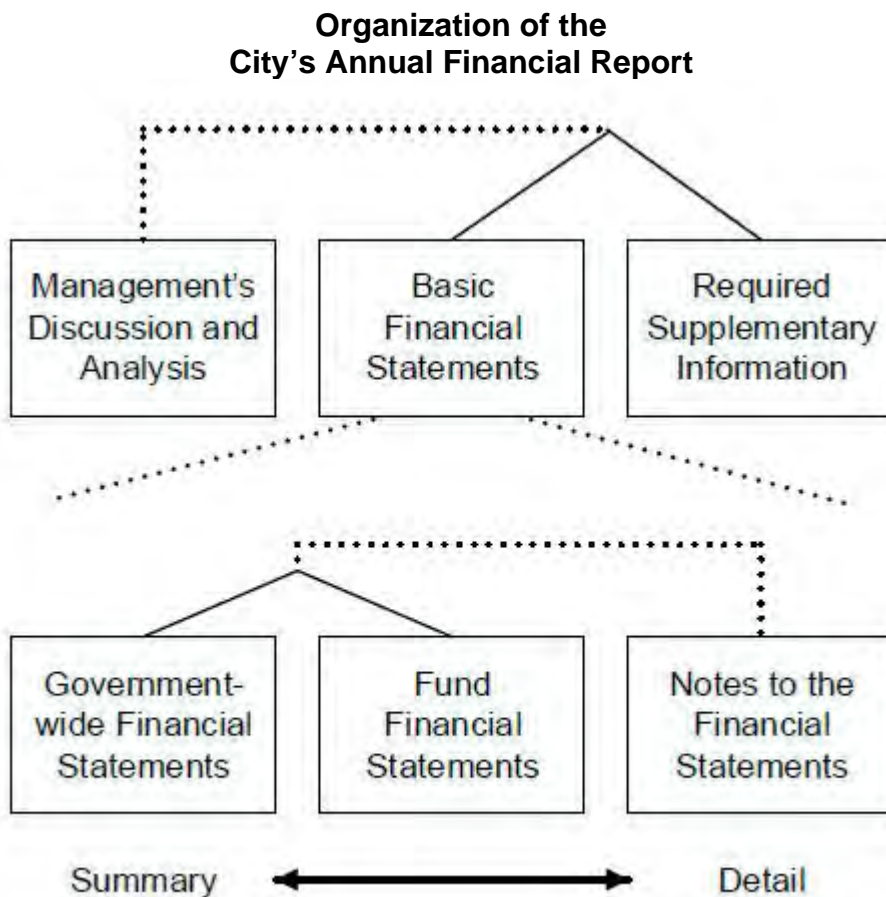 Organization of the
City's Annual Financial Report
Management's
Discussion and
Analysis
Basic
Financial
Statements
Required
Supplementary
Information
Government-
wide Financial
Statements
Fund
Financial
Statements
Notes to the
Financial
Statements
Summary
Detail